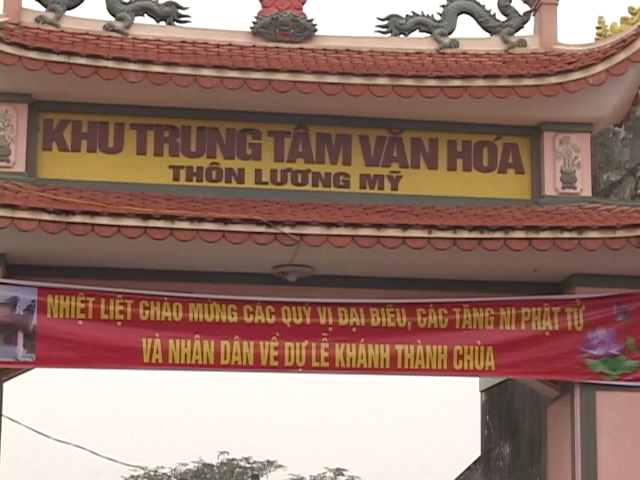 KHU TRUNG TÂM VĂN HÓA
THÔN LƯƠNG MỸ
NHIỆT LIỆT CHÀO MỪNG CÁC QUÝ VỊ ĐẠI BIỂU, CÁC TĂNG NI PHẬT TỬ
VÀ NHÂN DÂN VỀ DỰ LỄ KHÁNH THÀNH CHÙA